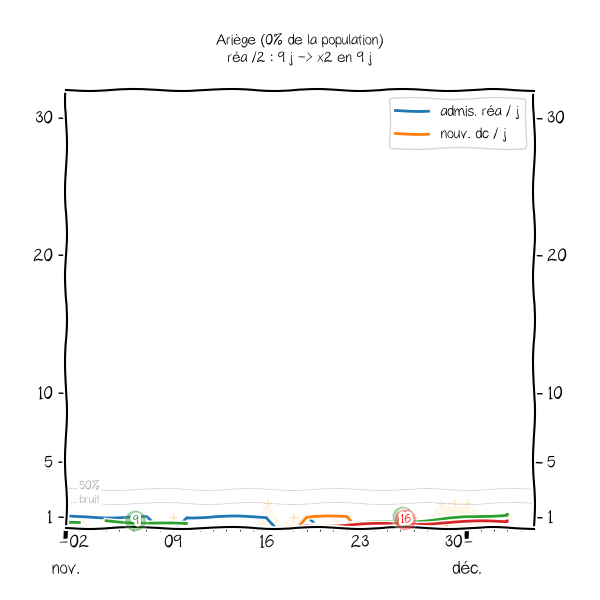 Ariège (0% de la population)
réa /2 : 9 j -> x2 en 9 j
admis. réa / j
nouv. dc / j
30 30
20 20
10 10
5 5
50%
bruit
1 9 16 1
02 09 16 23 30
nov. déc.